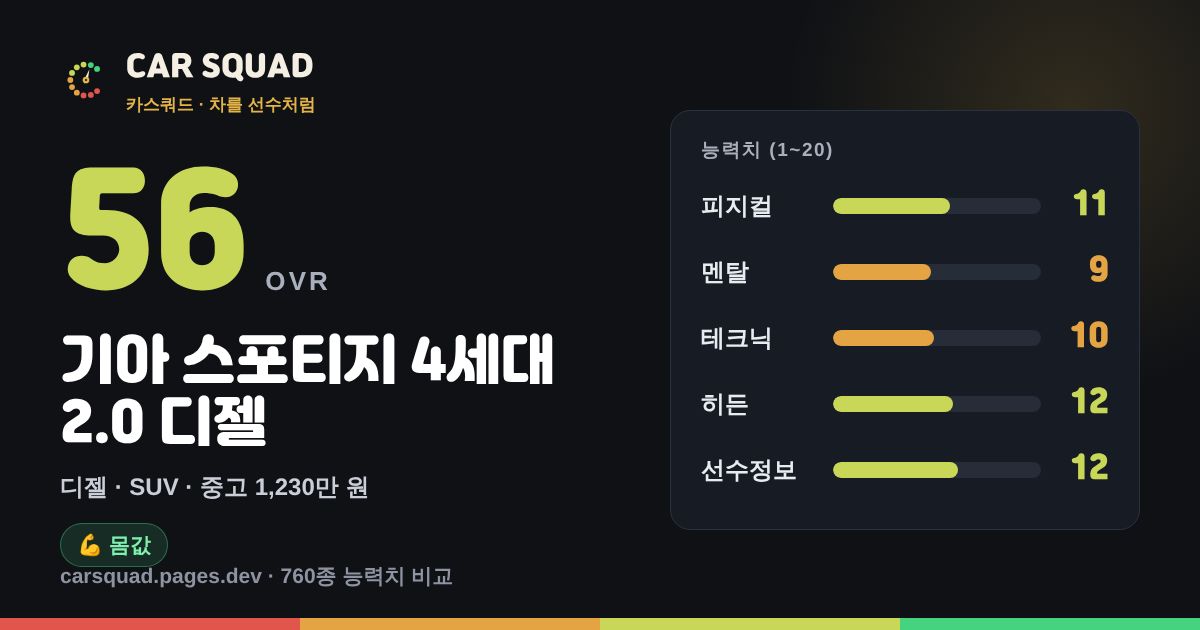 CAR SQUAD
카스쿼드 · 차를 선수처럼
56 OVR
기아 스포티지 4세대
2.0 디젤
디젤 · SUV · 중고 1,230만 원
💪 몸값
carsquad.pages.dev · 760종 능력치 비교
능력치 (1~20)
피지컬 11
멘탈 9
테크닉 10
히든 12
선수정보 12